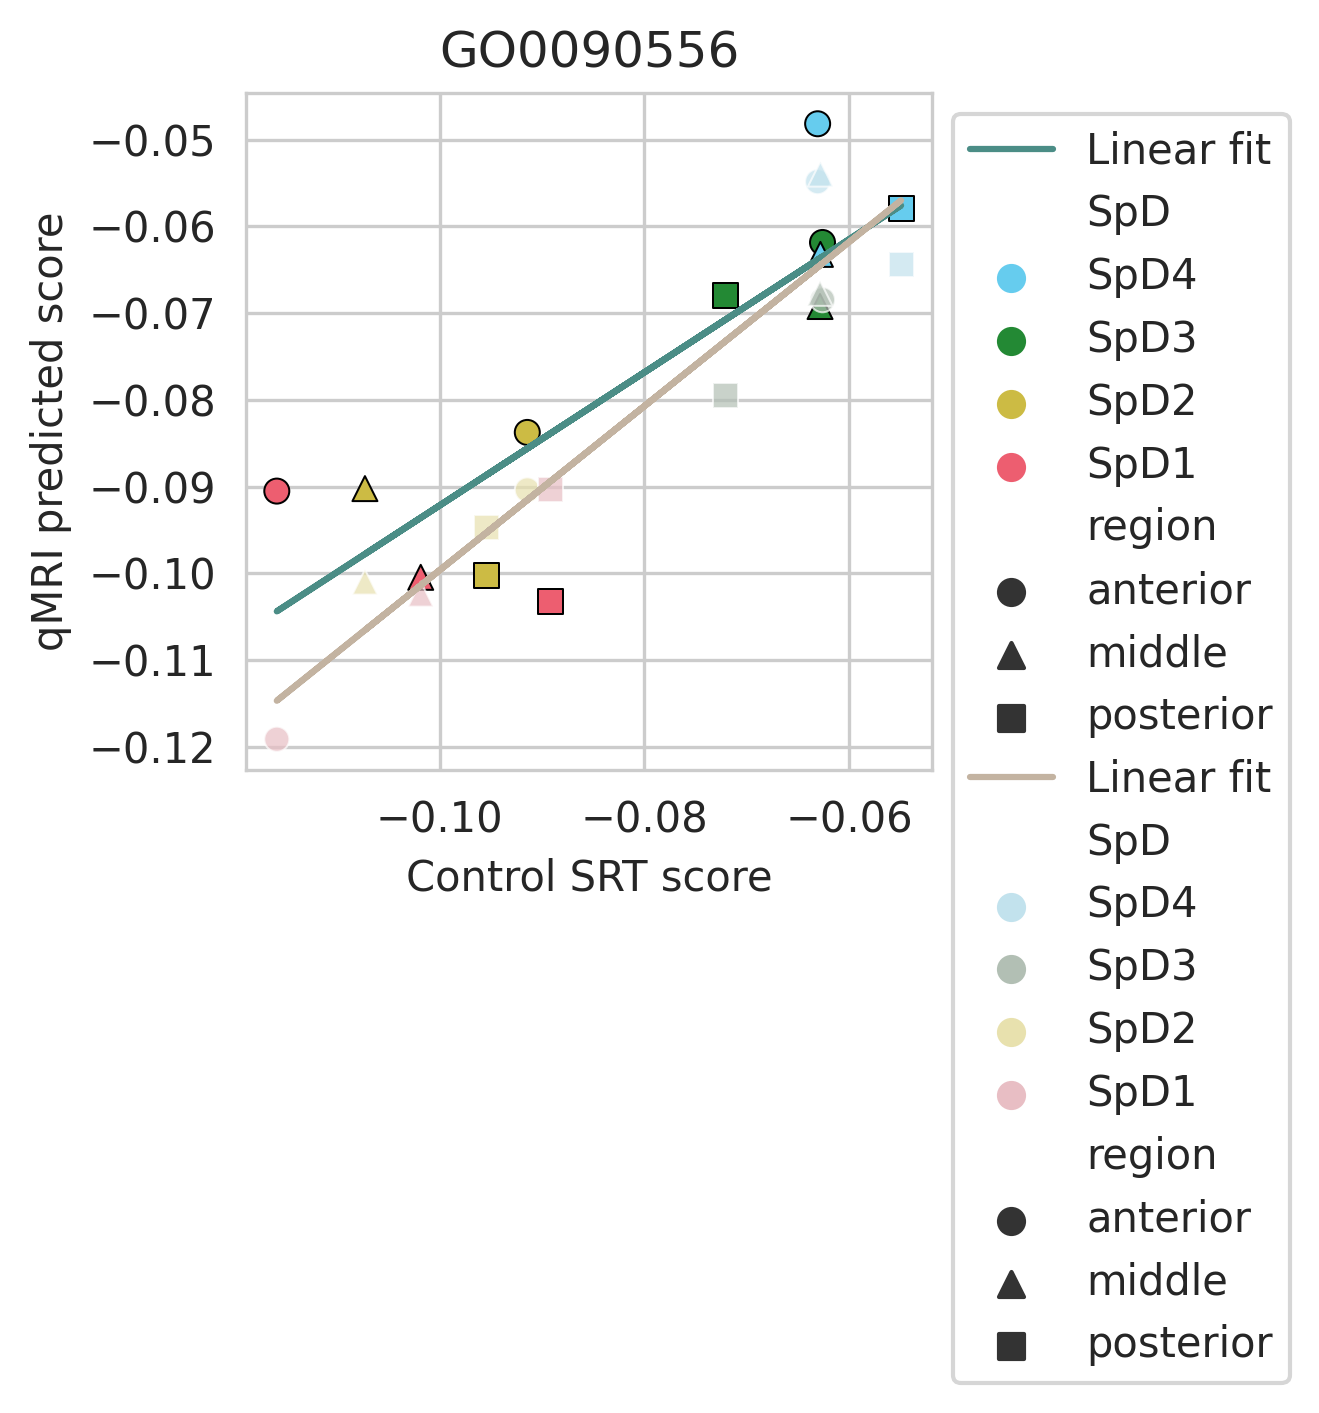 GO0090556
−0.05
−0.06
−0.07
−0.08
−0.09
−0.10
−0.11
−0.12
qMRI predicted score
−0.10
−0.08
−0.06
Control SRT score
Linear fit
SpD
SpD4
SpD3
SpD2
SpD1
region
anterior
middle
posterior
Linear fit
SpD
SpD4
SpD3
SpD2
SpD1
region
anterior
middle
posterior